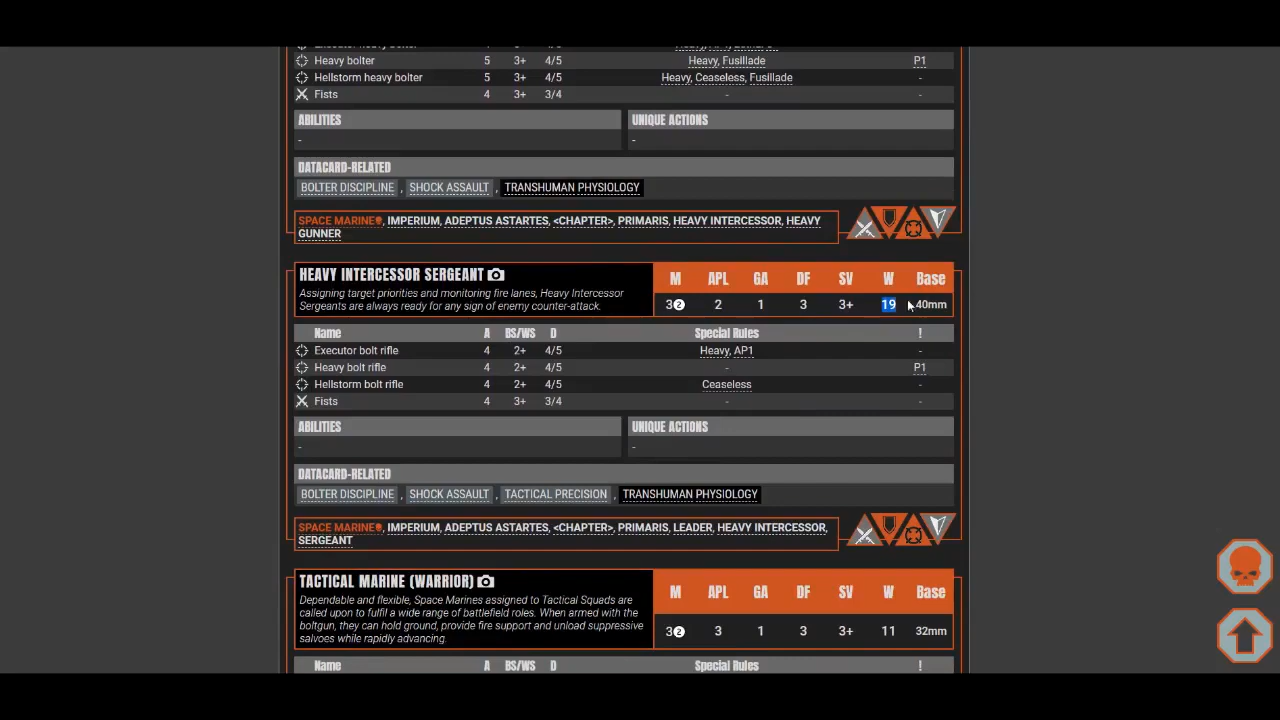 Heavy bolter 5 3+ 4/5 Heavy, Fusillade P1
Hellstorm heavy bolter 5 3+ 4/5 Heavy, Ceaseless, Fusillade -
Fists 4 3+ 3/4 - -
ABILITIES UNIQUE ACTIONS
- -
DATACARD-RELATED
BOLTER DISCIPLINE , SHOCK ASSAULT , TRANSHUMAN PHYSIOLOGY
SPACE MARINE, IMPERIUM, ADEPTUS ASTARTES, <CHAPTER>, PRIMARIS, HEAVY INTERCESSOR, HEAVY
GUNNER
HEAVY INTERCESSOR SERGEANT M APL GA DF SV W Base
Assigning target priorities and monitoring fire lanes, Heavy Intercessor
Sergeants are always ready for any sign of enemy counter-attack.
3② 2 1 3 3+ 19 40mm
Name A BS/WS D Special Rules !
Executor bolt rifle 4 2+ 4/5 Heavy, AP1 -
Heavy bolt rifle 4 2+ 4/5 - P1
Hellstorm bolt rifle 4 2+ 4/5 Ceaseless -
Fists 4 3+ 3/4 - -
ABILITIES UNIQUE ACTIONS
- -
DATACARD-RELATED
BOLTER DISCIPLINE , SHOCK ASSAULT , TACTICAL PRECISION , TRANSHUMAN PHYSIOLOGY
SPACE MARINE, IMPERIUM, ADEPTUS ASTARTES, <CHAPTER>, PRIMARIS, LEADER, HEAVY INTERCESSOR,
SERGEANT
TACTICAL MARINE (WARRIOR) M APL GA DF SV W Base
Dependable and flexible, Space Marines assigned to Tactical Squads are
called upon to fulfil a wide range of battlefield roles. When armed with the
boltgun, they can hold ground, provide fire support and unload suppressive
salvoes while rapidly advancing.
3② 3 1 3 3+ 11 32mm
Name A BS/WS D Special Rules !